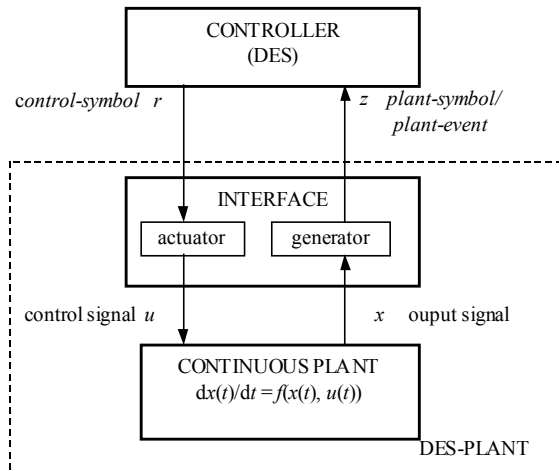 CONTROLLER
(DES)
control-symbol r
z plant-symbol/
plant-event
INTERFACE
actuator
generator
control signal u
x ouput signal
CONTINUOUS PLANT
dx(t)/dt = f(x(t), u(t))
DES-PLANT